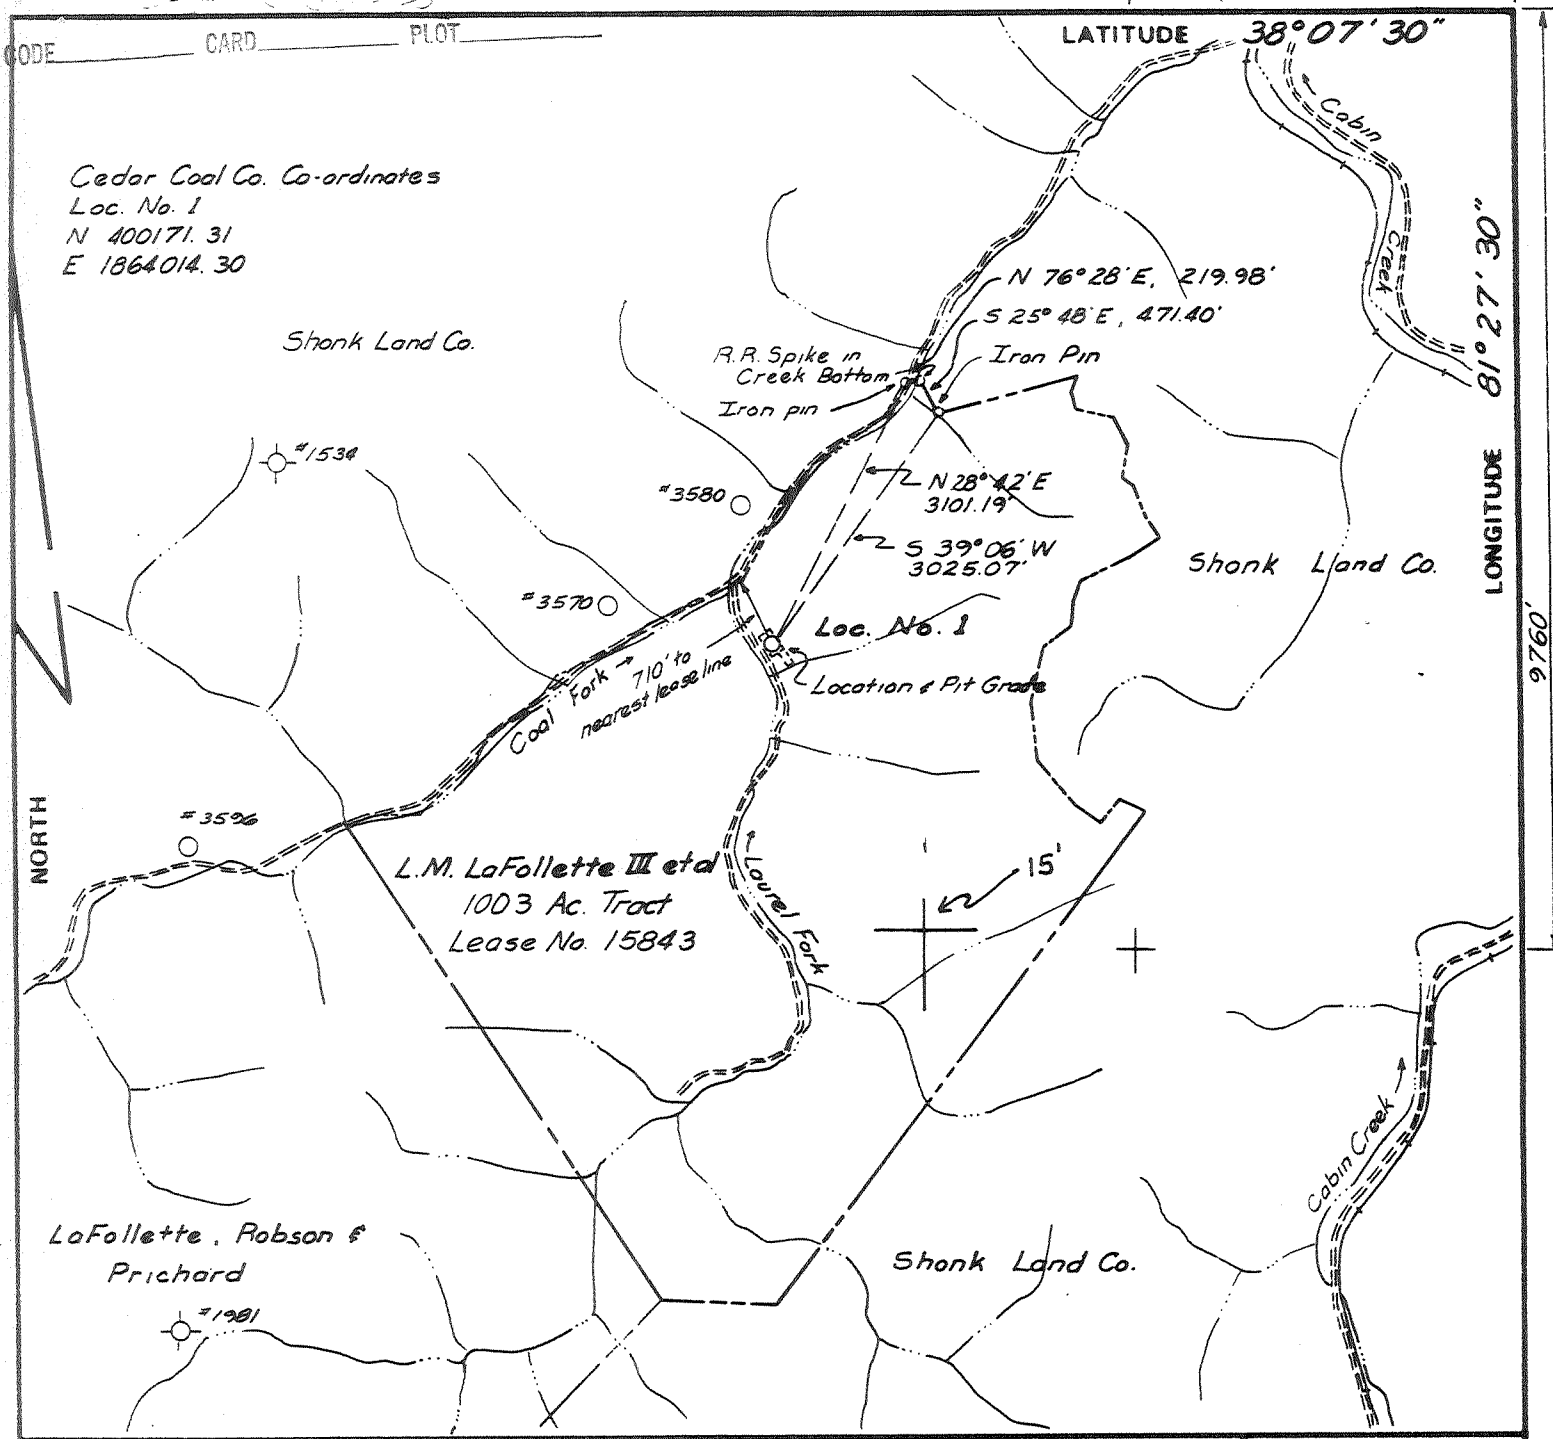 CODE CARD PLOT
LATITUDE 38°07'30"
Cabin
Creek
Cedar Coal Co. Co-ordinates
Loc. No. 1
N 400171.31
E 1864014.30
LONGITUDE 81°27'30"
N 76°28'E, 219.98'
S 25°48'E, 471.40'
Shonk Land Co.
R.R. Spike in
Creek Bottom
Iron Pin
Iron pin
#1534
#3580
N 28°42'E
3101.19'
S 39°06'W
3025.07'
Shonk Land Co.
#3570
Loc. No. 1
9760'
Coal Fork
710' to
nearest lease line
Location & Pit Grade
NORTH
#3596
L.M. LaFollette III et al
1003 Ac. Tract
Lease No. 15843
Laurel Fork
15'
Cabin Creek
LaFollette, Robson &
Prichard
Shonk Land Co.
#1981